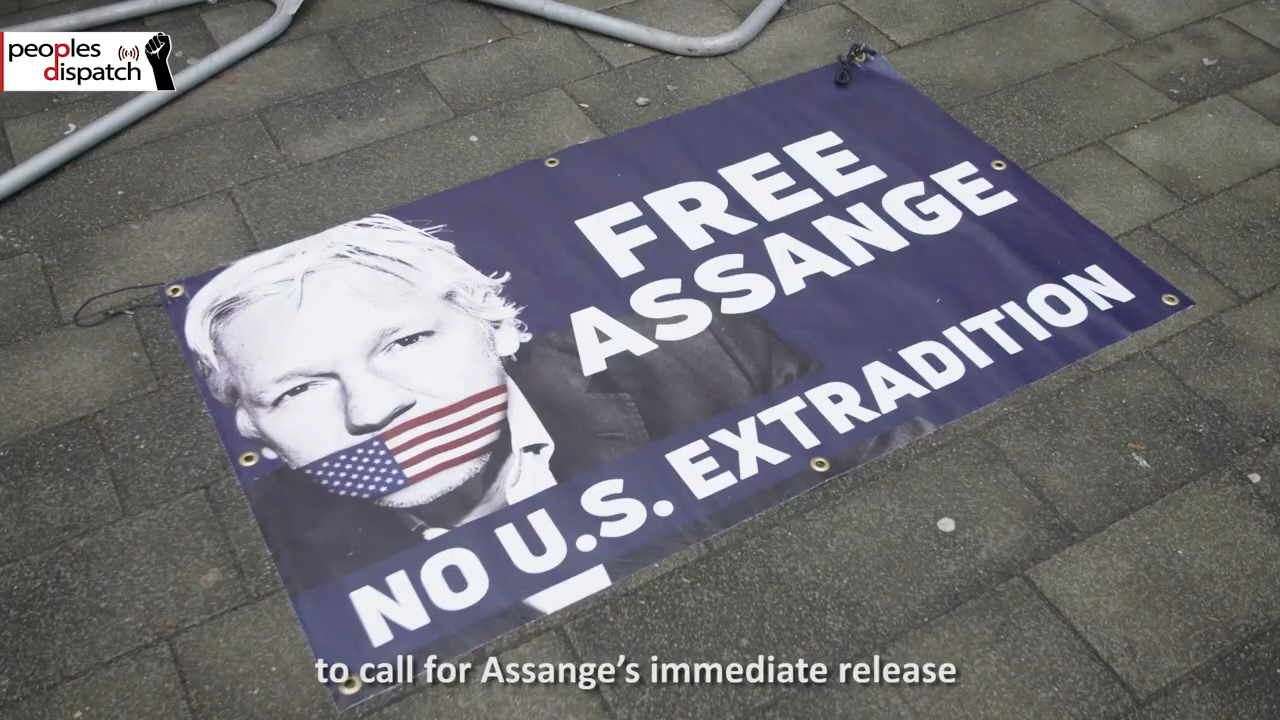 peoples
dispatch
FREE
ASSANGE
NO U.S. EXTRADITION
to call for Assange's immediate release